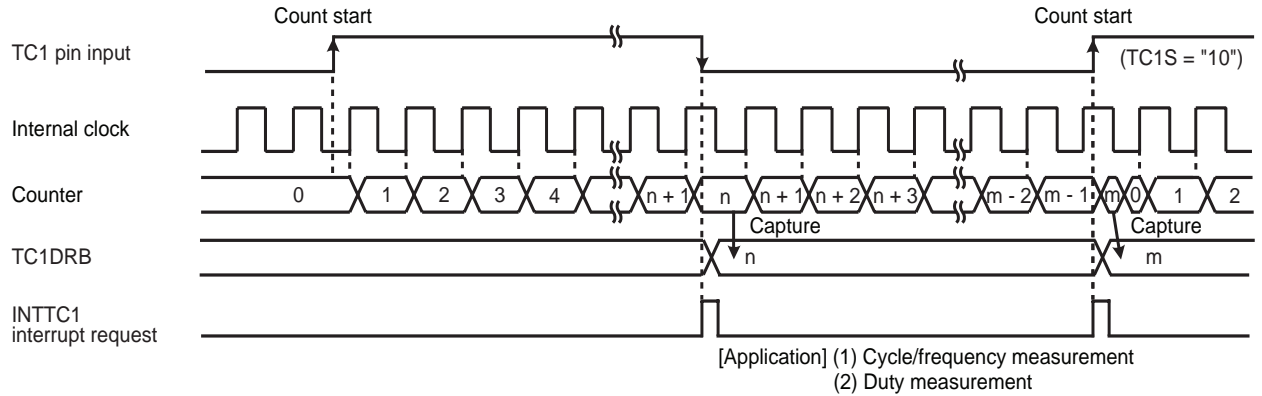 Count start
Count start
TC1 pin input
(TC1S = "10")
Internal clock
Counter
0 1 2 3 4 n + 1 n n + 1 n + 2 n + 3 m - 2 m - 1 m 0 1 2
Capture
Capture
TC1DRB
n
m
INTTC1
interrupt request
[Application] (1) Cycle/frequency measurement
(2) Duty measurement